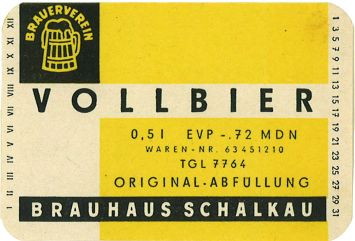 BRAUERVEREIN
VOLLBIER
0,5 l EVP -.72 MDN
WAREN-NR. 63451210
TGL 7764
ORIGINAL-ABFÜLLUNG
BRAUHAUS SCHALKAU
I II III IV V VI VII VIII IX X XI XII
1 3 5 7 9 11 13 15 17 19 21 23 25 27 29 31